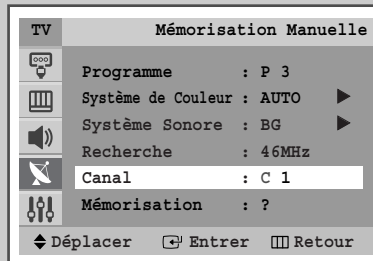 TV Mémorisation Manuelle
Programme : P 3
Système de Couleur : AUTO
Système Sonore : BG
Recherche : 46MHz
Canal : C 1
Mémorisation : ?
Déplacer Entrer Retour